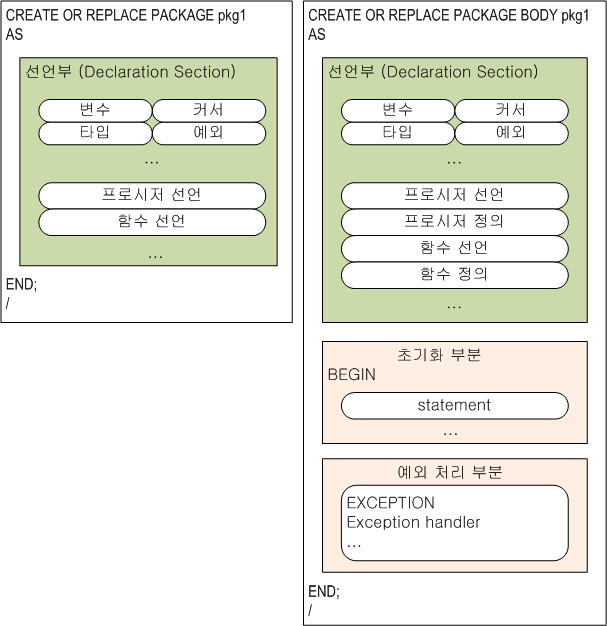 CREATE OR REPLACE PACKAGE pkg1
AS
선언부 (Declaration Section)
변수 커서
타입 예외
...
프로시저 선언
함수 선언
...
END;
/
CREATE OR REPLACE PACKAGE BODY pkg1
AS
선언부 (Declaration Section)
변수 커서
타입 예외
...
프로시저 선언
프로시저 정의
함수 선언
함수 정의
...
초기화 부분
BEGIN
statement
...
예외 처리 부분
EXCEPTION
Exception handler
...
END;
/